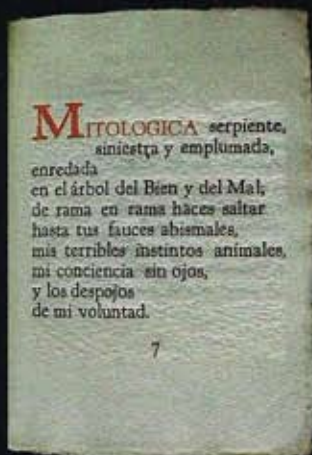 MITOLOGICA serpiente,
siniestra y emplumada,
enredada
en el árbol del Bien y del Mal;
de rama en rama haces saltar
hasta tus fauces abismales,
mis terribles instintos animales,
mi conciencia sin ojos,
y los despojos
de mi voluntad.
7